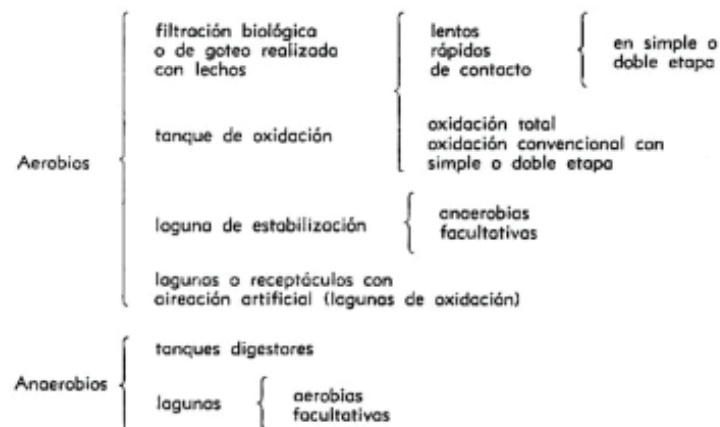 filtración biológica
o de goteo realizada
con lechos
lentos
rápidos
de contacto
en simple o
doble etapa
tanque de oxidación
oxidación total
oxidación convencional con
simple o doble etapa
Aerobios
laguna de estabilización
anaerobias
facultativas
lagunas o receptáculos con
aireación artificial (lagunas de oxidación)
Anaerobios
tanques digestores
lagunas
aerobias
facultativas